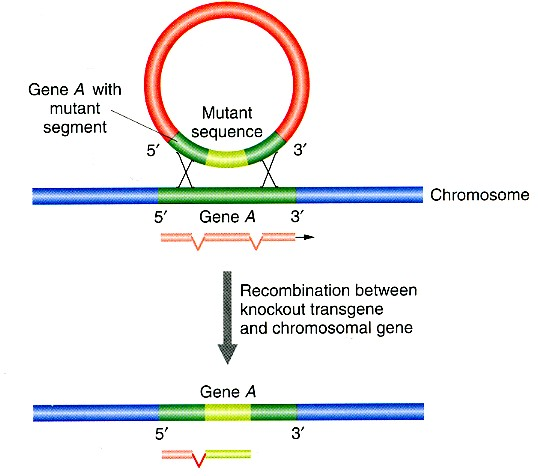 Gene A with
mutant
segment
Mutant
sequence
5′
3′
Chromosome
5′
Gene A
3′
Recombination between
knockout transgene
and chromosomal gene
Gene A
5′
3′